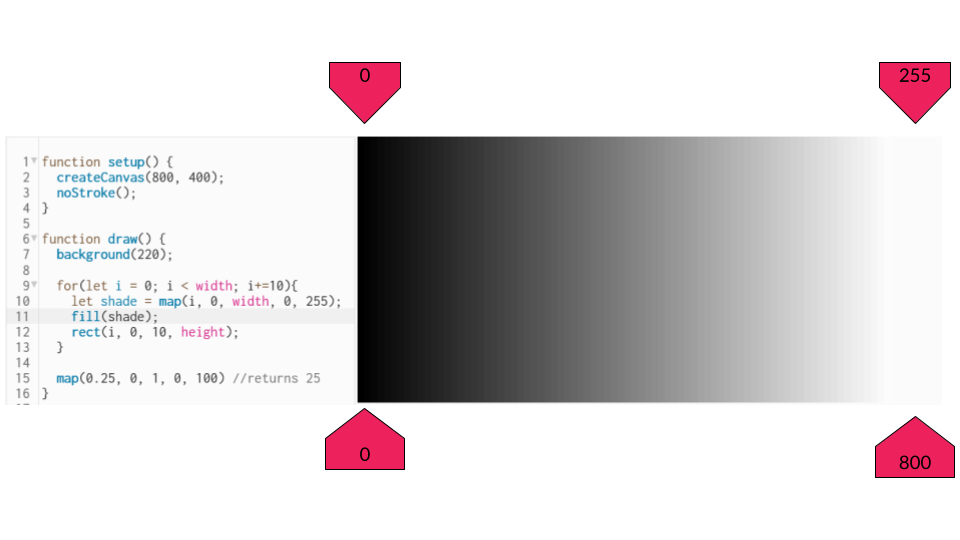 0
255
1 function setup() {
2   createCanvas(800, 400);
3   noStroke();
4 }
5
6 function draw() {
7   background(220);
8
9   for(let i = 0; i < width; i+=10){
10     let shade = map(i, 0, width, 0, 255);
11     fill(shade);
12     rect(i, 0, 10, height);
13   }
14
15   map(0.25, 0, 1, 0, 100) //returns 25
16 }
0
800